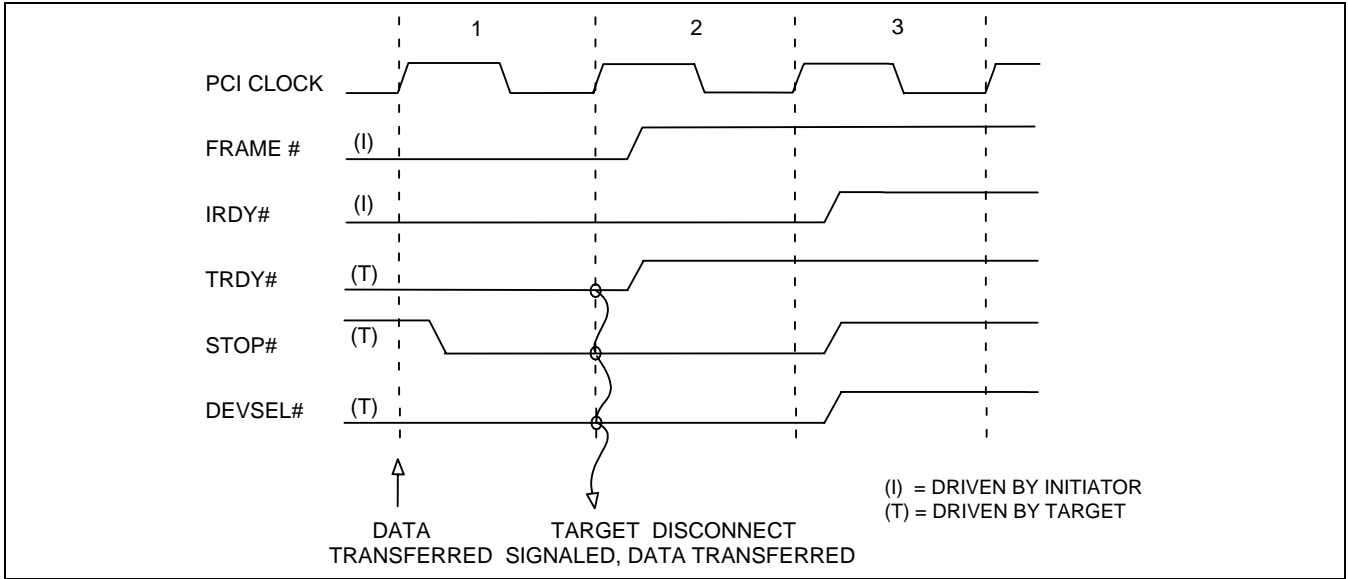 1 2 3
PCI CLOCK
FRAME # (I)
IRDY# (I)
TRDY# (T)
STOP# (T)
DEVSEL# (T)
(I) = DRIVEN BY INITIATOR
(T) = DRIVEN BY TARGET
DATA TARGET DISCONNECT
TRANSFERRED SIGNALED, DATA TRANSFERRED